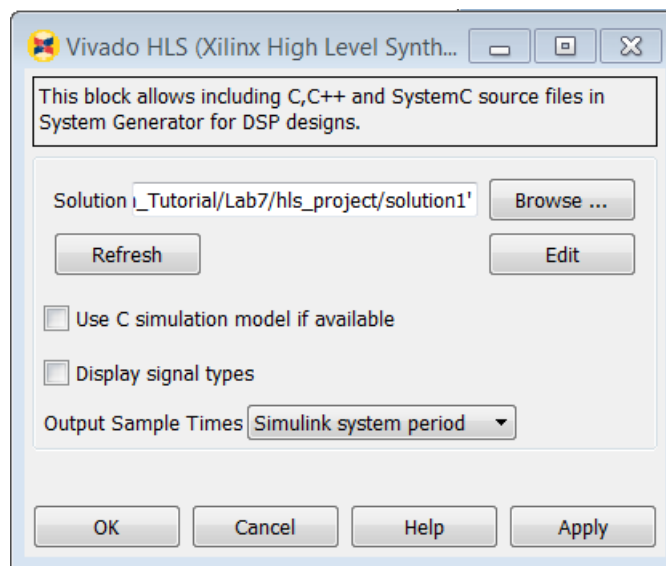 Vivado HLS (Xilinx High Level Synth...
This block allows including C,C++ and SystemC source files in
System Generator for DSP designs.
Solution _Tutorial/Lab7/hls_project/solution1' Browse ...
Refresh Edit
Use C simulation model if available
Display signal types
Output Sample Times Simulink system period
OK Cancel Help Apply